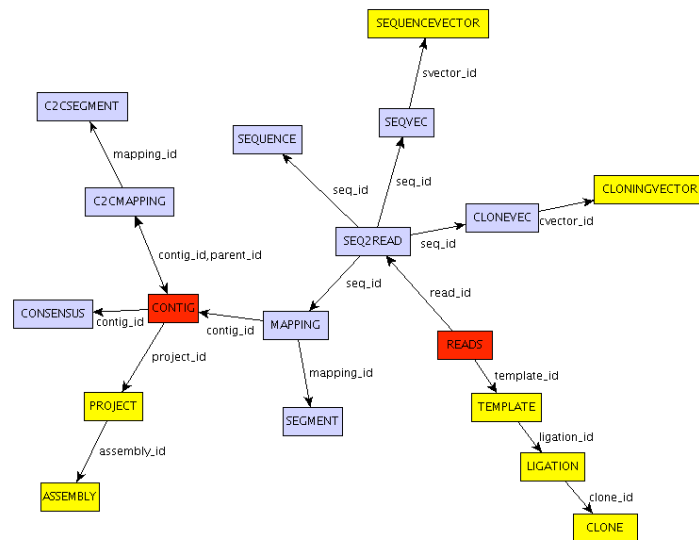 SEQUENCEVECTOR
svector_id
C2CSEGMENT
SEQVEC
SEQUENCE
mapping_id
seq_id
seq_id
CLONINGVECTOR
C2CMAPPING
CLONEVEC
cvector_id
SEQ2READ
seq_id
contig_id,parent_id
seq_id
read_id
CONSENSUS
CONTIG
contig_id
contig_id
MAPPING
READS
project_id
mapping_id
template_id
PROJECT
TEMPLATE
SEGMENT
ligation_id
assembly_id
LIGATION
ASSEMBLY
clone_id
CLONE